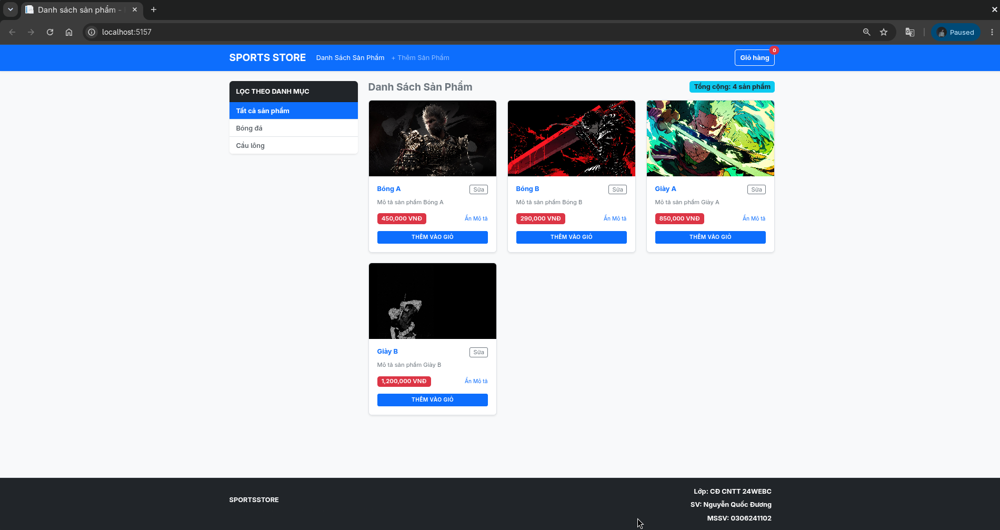 Danh sách sản phẩm -
localhost:5157
Paused
SPORTS STORE
Danh Sách Sản Phẩm
+ Thêm Sản Phẩm
Giỏ hàng
0
LỌC THEO DANH MỤC
Tất cả sản phẩm
Bóng đá
Cầu lông
Danh Sách Sản Phẩm
Tổng cộng: 4 sản phẩm
Bóng A
Sửa
Mô tả sản phẩm Bóng A
450,000 VNĐ
Ẩn Mô tả
THÊM VÀO GIỎ
Bóng B
Sửa
Mô tả sản phẩm Bóng B
290,000 VNĐ
Ẩn Mô tả
THÊM VÀO GIỎ
Giày A
Sửa
Mô tả sản phẩm Giày A
850,000 VNĐ
Ẩn Mô tả
THÊM VÀO GIỎ
Giày B
Sửa
Mô tả sản phẩm Giày B
1,200,000 VNĐ
Ẩn Mô tả
THÊM VÀO GIỎ
SPORTSSTORE
Lớp: CĐ CNTT 24WEBC
SV: Nguyễn Quốc Đương
MSSV: 0306241102